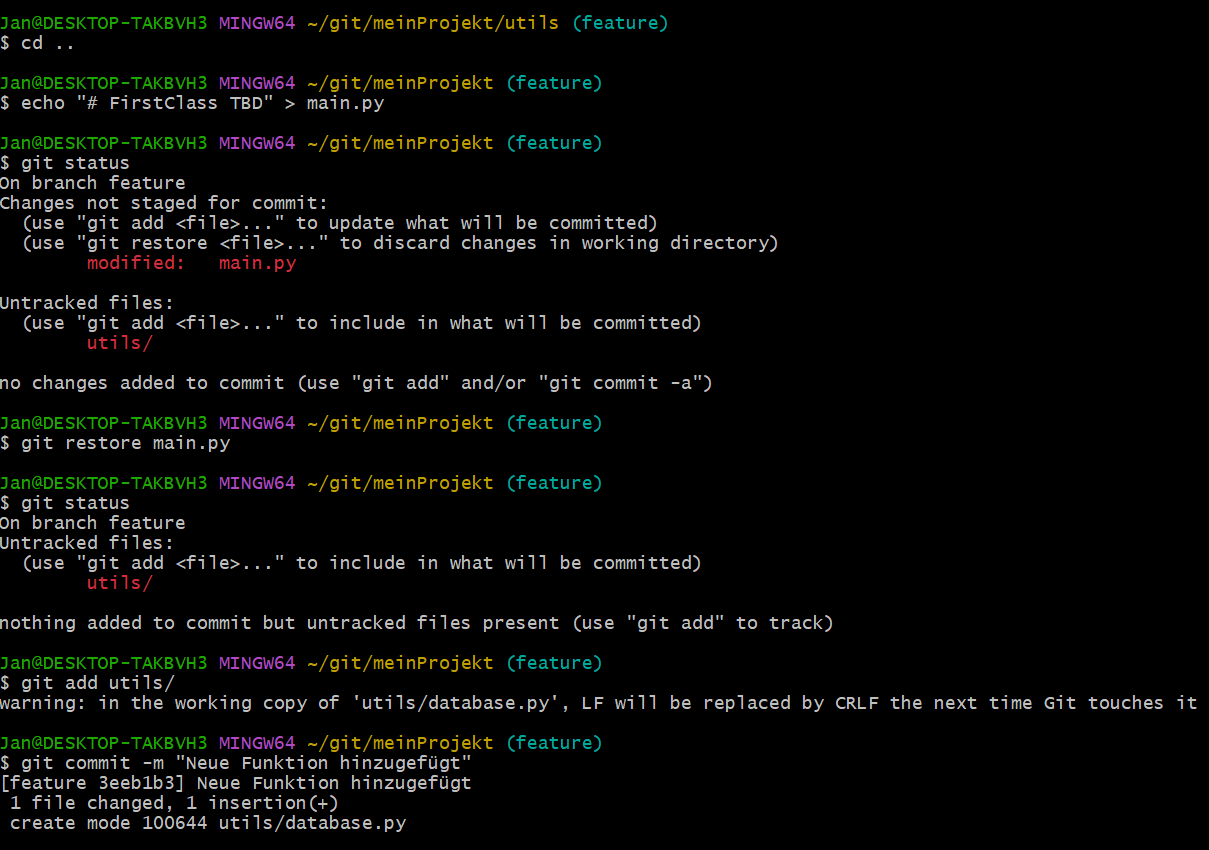 Jan@DESKTOP-TAKBVH3 MINGW64 ~/git/meinProjekt/utils (feature)
$ cd ..
Jan@DESKTOP-TAKBVH3 MINGW64 ~/git/meinProjekt (feature)
$ echo "# FirstClass TBD" > main.py
Jan@DESKTOP-TAKBVH3 MINGW64 ~/git/meinProjekt (feature)
$ git status
On branch feature
Changes not staged for commit:
  (use "git add <file>..." to update what will be committed)
  (use "git restore <file>..." to discard changes in working directory)
        modified:   main.py
Untracked files:
  (use "git add <file>..." to include in what will be committed)
        utils/
no changes added to commit (use "git add" and/or "git commit -a")
Jan@DESKTOP-TAKBVH3 MINGW64 ~/git/meinProjekt (feature)
$ git restore main.py
Jan@DESKTOP-TAKBVH3 MINGW64 ~/git/meinProjekt (feature)
$ git status
On branch feature
Untracked files:
  (use "git add <file>..." to include in what will be committed)
        utils/
nothing added to commit but untracked files present (use "git add" to track)
Jan@DESKTOP-TAKBVH3 MINGW64 ~/git/meinProjekt (feature)
$ git add utils/
warning: in the working copy of 'utils/database.py', LF will be replaced by CRLF the next time Git touches it
Jan@DESKTOP-TAKBVH3 MINGW64 ~/git/meinProjekt (feature)
$ git commit -m "Neue Funktion hinzugefügt"
[feature 3eeb1b3] Neue Funktion hinzugefügt
 1 file changed, 1 insertion(+)
 create mode 100644 utils/database.py